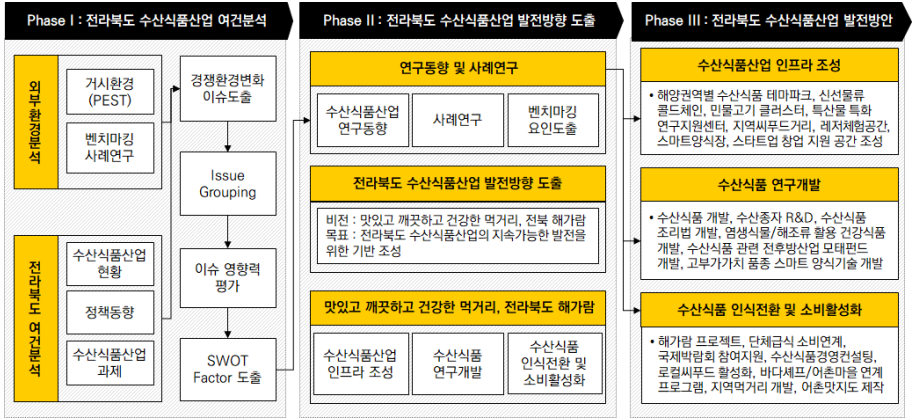 Phase Ⅰ : 전라북도 수산식품산업 여건분석
외부환경분석
거시환경
(PEST)
벤치마킹
사례연구
전라북도 여건분석
수산식품산업
현황
정책동향
수산식품산업
과제
경쟁환경변화
이슈도출
Issue
Grouping
이슈 영향력
평가
SWOT
Factor 도출
Phase Ⅱ : 전라북도 수산식품산업 발전방향 도출
연구동향 및 사례연구
수산식품산업
연구동향
사례연구
벤치마킹
요인도출
전라북도 수산식품산업 발전방향 도출
비전 : 맛있고 깨끗하고 건강한 먹거리, 전북 해가람
목표 : 전라북도 수산식품산업의 지속가능한 발전을
위한 기반 조성
맛있고 깨끗하고 건강한 먹거리, 전라북도 해가람
수산식품산업
인프라 조성
수산식품
연구개발
수산식품
인식전환 및
소비활성화
Phase Ⅲ : 전라북도 수산식품산업 발전방안
수산식품산업 인프라 조성
• 해양권역별 수산식품 테마파크, 신선물류
콜드체인, 민물고기 클러스터, 특산물 특화
연구지원센터, 지역씨푸드거리, 레저체험공간,
스마트양식장, 스타트업 창업 지원 공간 조성
수산식품 연구개발
• 수산식품 개발, 수산종자 R&D, 수산식품
조리법 개발, 염생식물/해조류 활용 건강식품
개발, 수산식품 관련 전후방산업 모태펀드
개발, 고부가가치 품종 스마트 양식기술 개발
수산식품 인식전환 및 소비활성화
• 해가람 프로젝트, 단체급식 소비연계,
국제박람회 참여지원, 수산식품경영컨설팅,
로컬씨푸드 활성화, 바다셰프/어촌마을 연계
프로그램, 지역먹거리 개발, 어촌맛지도 제작